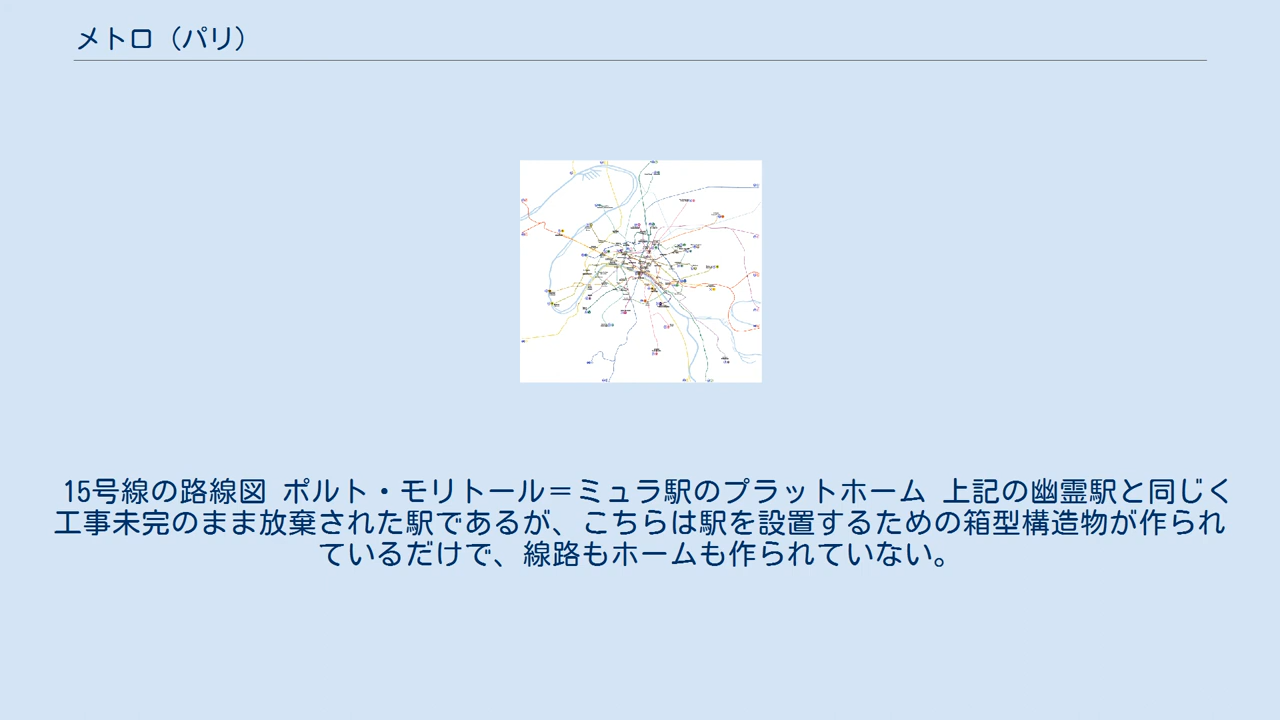 メトロ（パリ）
15号線の路線図 ポルト・モリトール＝ミュラ駅のプラットホーム 上記の幽霊駅と同じく
工事未完のまま放棄された駅であるが、こちらは駅を設置するための箱型構造物が作られ
ているだけで、線路もホームも作られていない。